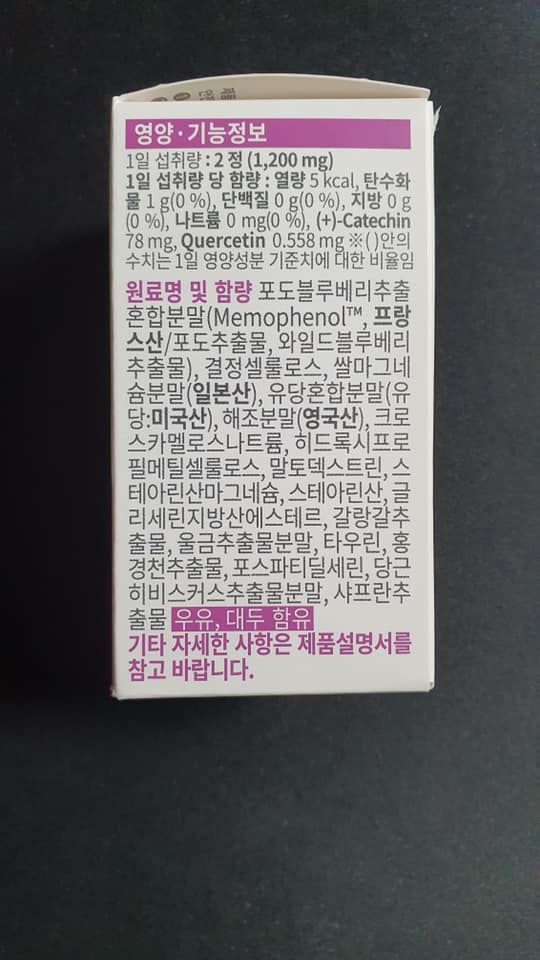 영양·기능정보
1일 섭취량 : 2 정 (1,200 mg)
1일 섭취량 당 함량 : 열량 5 kcal, 탄수화
물 1 g(0 %), 단백질 0 g(0 %), 지방 0 g
(0 %), 나트륨 0 mg(0 %), (+)-Catechin
78 mg, Quercetin 0.558 mg ※( )안의
수치는 1일 영양성분 기준치에 대한 비율임
원료명 및 함량 포도블루베리추출
혼합분말(Memophenol™, 프랑
스산/포도추출물, 와일드블루베리
추출물), 결정셀룰로스, 쌀마그네
슘분말(일본산), 유당혼합분말(유
당:미국산), 해조분말(영국산), 크로
스카멜로스나트륨, 히드록시프로
필메틸셀룰로스, 말토덱스트린, 스
테아린산마그네슘, 스테아린산, 글
리세린지방산에스테르, 갈랑갈추
출물, 울금추출물분말, 타우린, 홍
경천추출물, 포스파티딜세린, 당근
히비스커스추출물분말, 샤프란추
출물 우유, 대두 함유
기타 자세한 사항은 제품설명서를
참고 바랍니다.